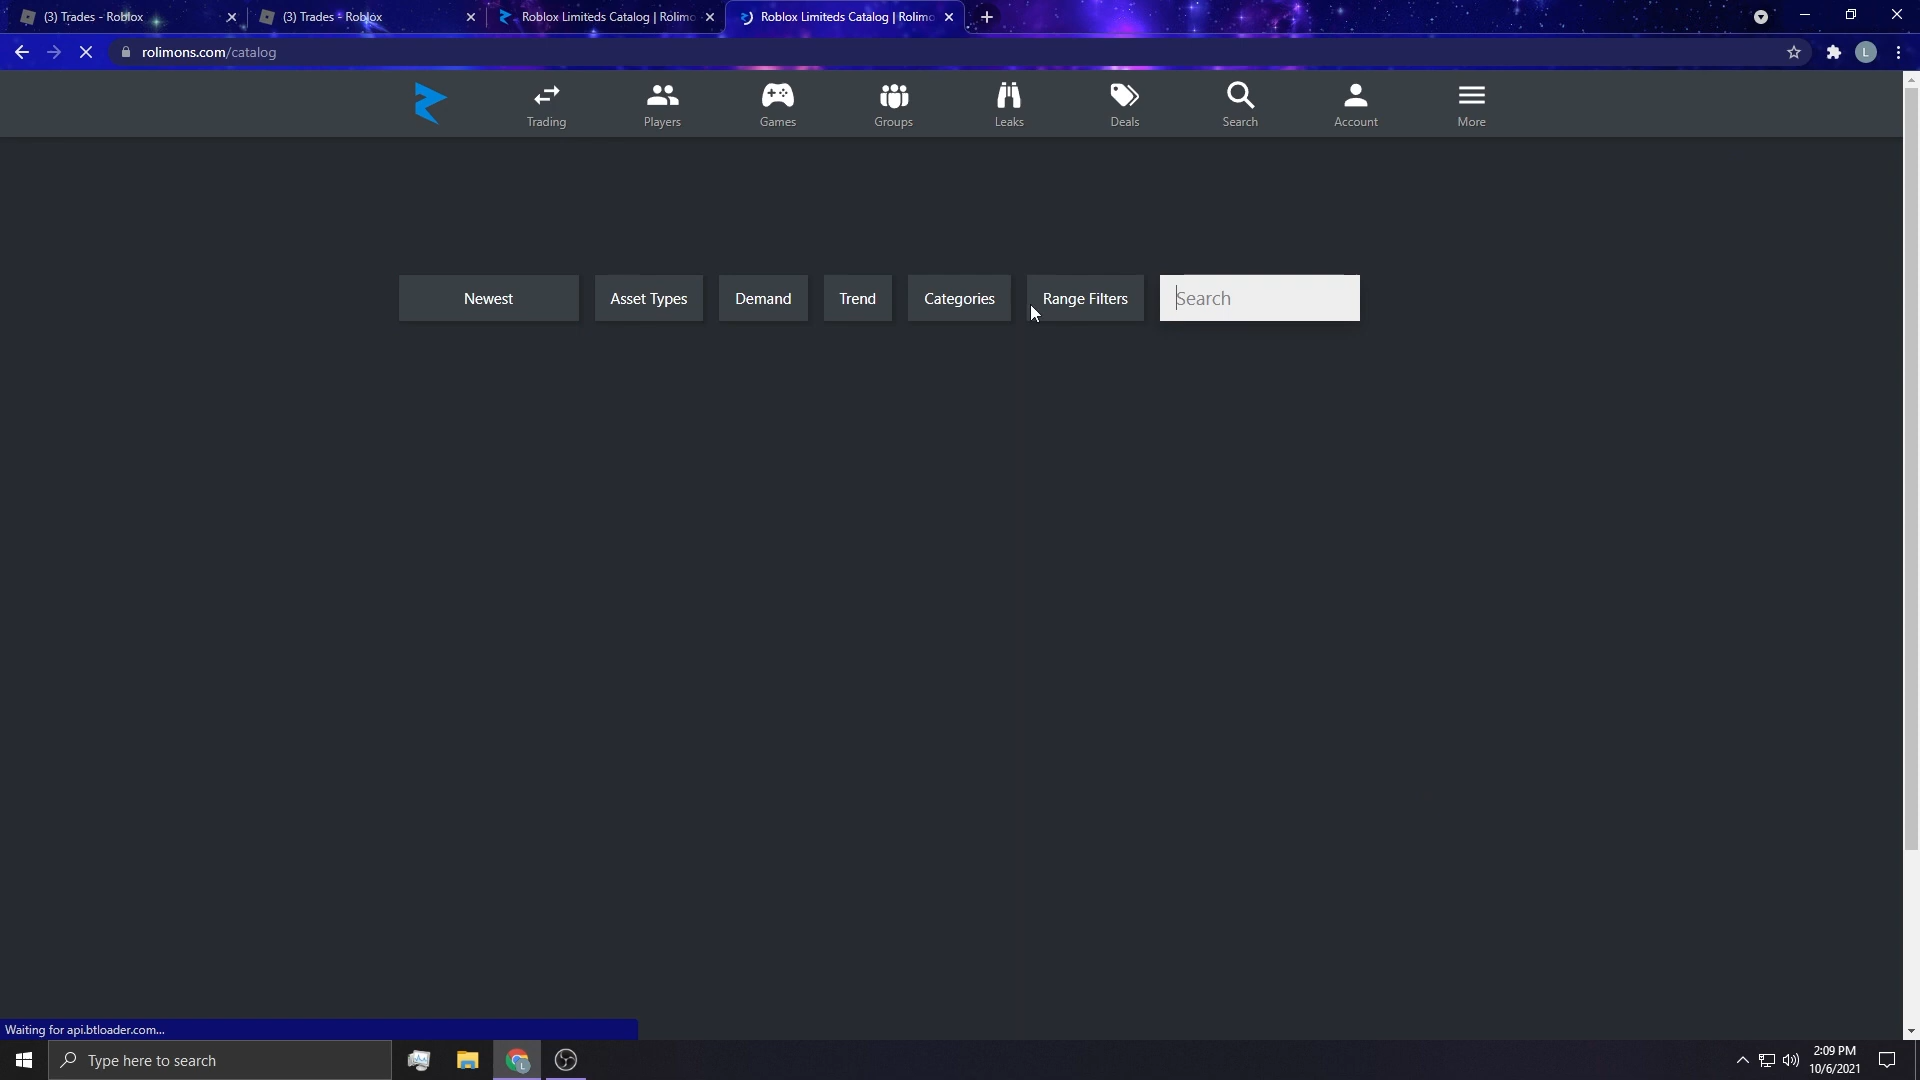 (3) Trades - Roblox
(3) Trades - Roblox
Roblox Limiteds Catalog | Rolimo
Roblox Limiteds Catalog | Rolimo
rolimons.com/catalog
L
Trading
Players
Games
Groups
Leaks
Deals
Search
Account
More
Newest
Asset Types
Demand
Trend
Categories
Range Filters
Search
Waiting for api.btloader.com...
Type here to search
L
2:09 PM
10/6/2021